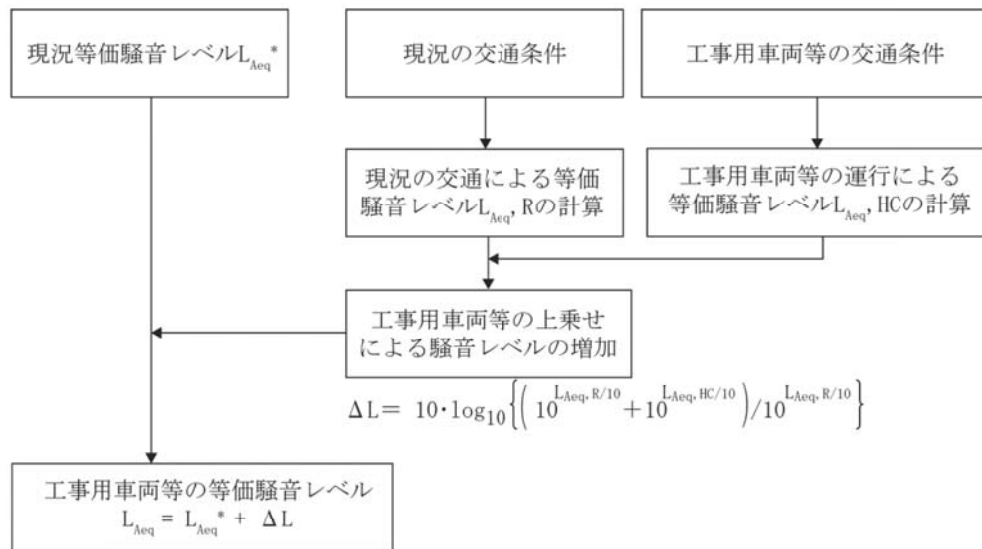 現況等価騒音レベルL_Aeq*
現況の交通条件
工事用車両等の交通条件
現況の交通による等価
騒音レベルL_Aeq,Rの計算
工事用車両等の運行による
等価騒音レベルL_Aeq,HCの計算
工事用車両等の上乗せ
による騒音レベルの増加
ΔL= 10·log₁₀{(10^{L_Aeq,R/10}+10^{L_Aeq,HC/10})/10^{L_Aeq,R/10}}
工事用車両等の等価騒音レベル
L_Aeq = L_Aeq* + ΔL